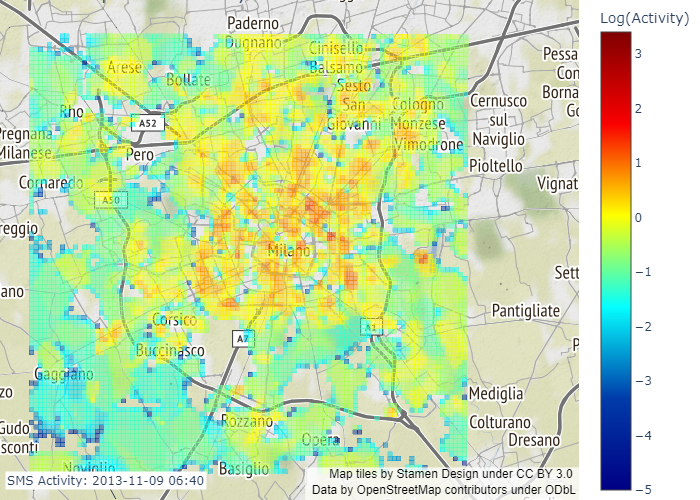 Log(Activity)
3
2
1
0
−1
−2
−3
−4
−5
Paderno
Dugnano
Cinisello
Balsamo
Arese
Bollate
Sesto
San
Giovanni
Cologno
Monzese
Vimodrone
Pessa
Con
Borna
Go
Cernusco
sul
Naviglio
Rho
A52
Pregnana
Milanese
Pero
Pioltello
Cornaredo
Vignat
A50
reggio
Milano
Sett
ano
Pantigliate
Corsico
A7
A1
Buccinasco
P
Gaggiano
zo
Mediglia
Rozzano
Colturano
Gudo
sconti
Opera
Dresano
Noviglio
Basiglio
SMS Activity: 2013-11-09 06:40
Map tiles by Stamen Design under CC BY 3.0
Data by OpenStreetMap contributors under ODbL